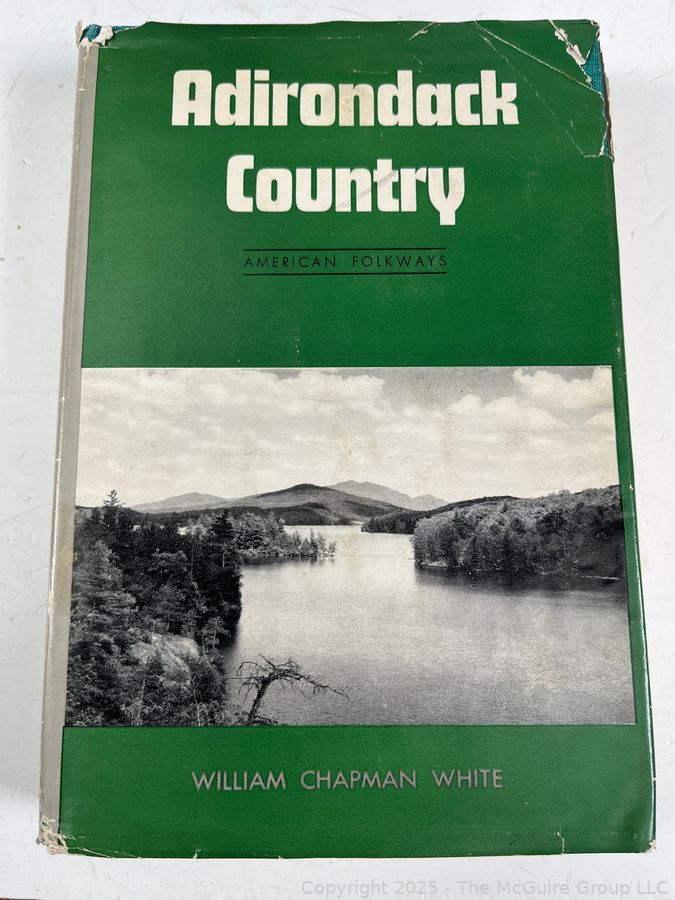 Adirondack
Country
AMERICAN FOLKWAYS
WILLIAM CHAPMAN WHITE
Copyright 2025 - The McGuire Group LLC